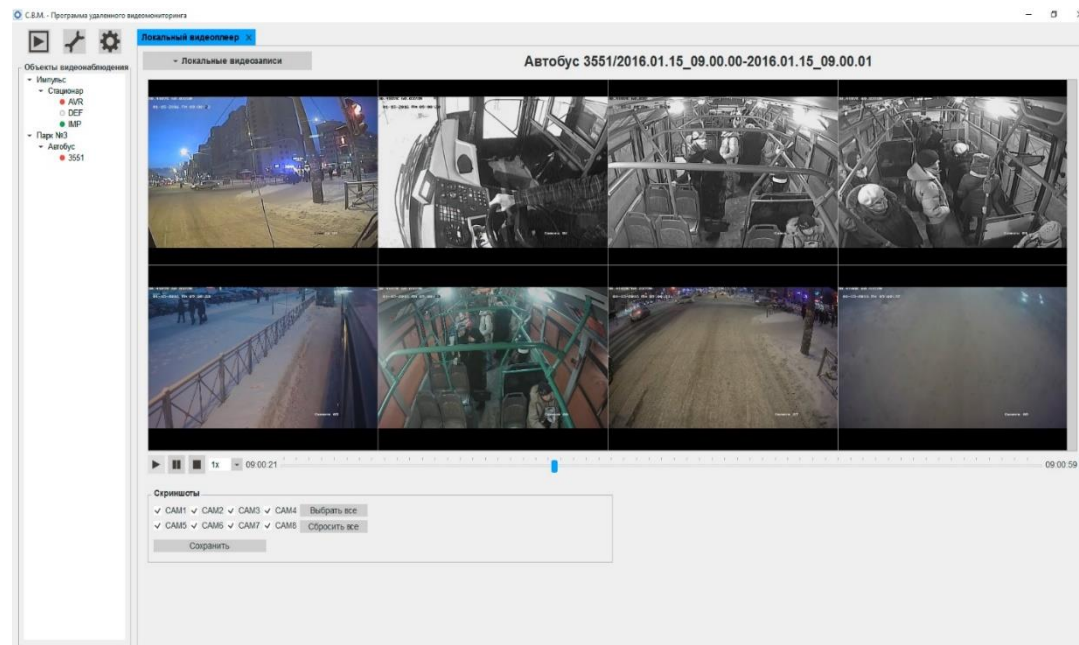 С.В.М. - Программа удаленного видеомониторинга
Локальный видеоплеер ×
Объекты видеонаблюдения
Локальные видеозаписи
Автобус 3551/2016.01.15_09.00.00-2016.01.15_09.00.01
Импульс
Стационар
AVR
DEF
IMP
Парк №3
Автобус
3551
1x
09:00:21
09:00:59
Скриншоты
CAM1 CAM2 CAM3 CAM4 Выбрать все
CAM5 CAM6 CAM7 CAM8 Сбросить все
Сохранить